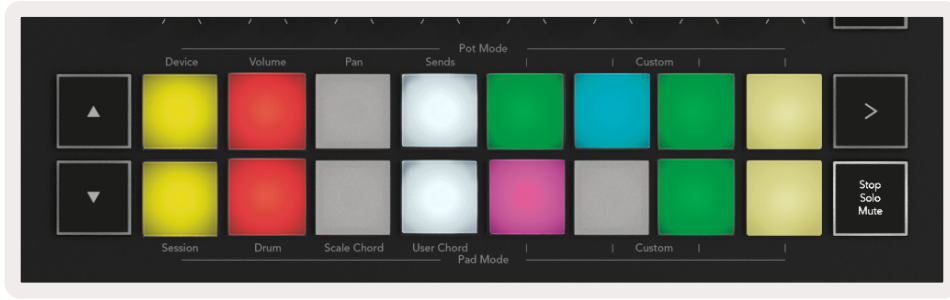 Pot Mode
Device Volume Pan Sends Custom
Stop
Solo
Mute
Session Drum Scale Chord User Chord Custom
Pad Mode